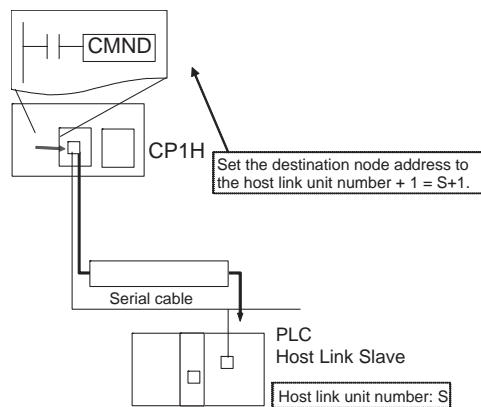 CMND
CP1H
Set the destination node address to
the host link unit number + 1 = S+1.
Serial cable
PLC
Host Link Slave
Host link unit number: S